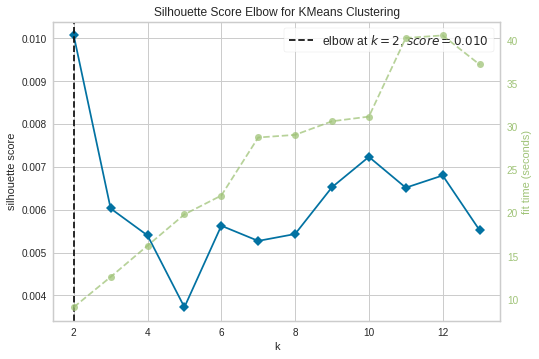 Silhouette Score Elbow for KMeans Clustering
elbow at k = 2, score = 0.010
silhouette score
0.010
0.009
0.008
0.007
0.006
0.005
0.004
40
35
30
25
20
15
10
fit time (seconds)
2 4 6 8 10 12
k